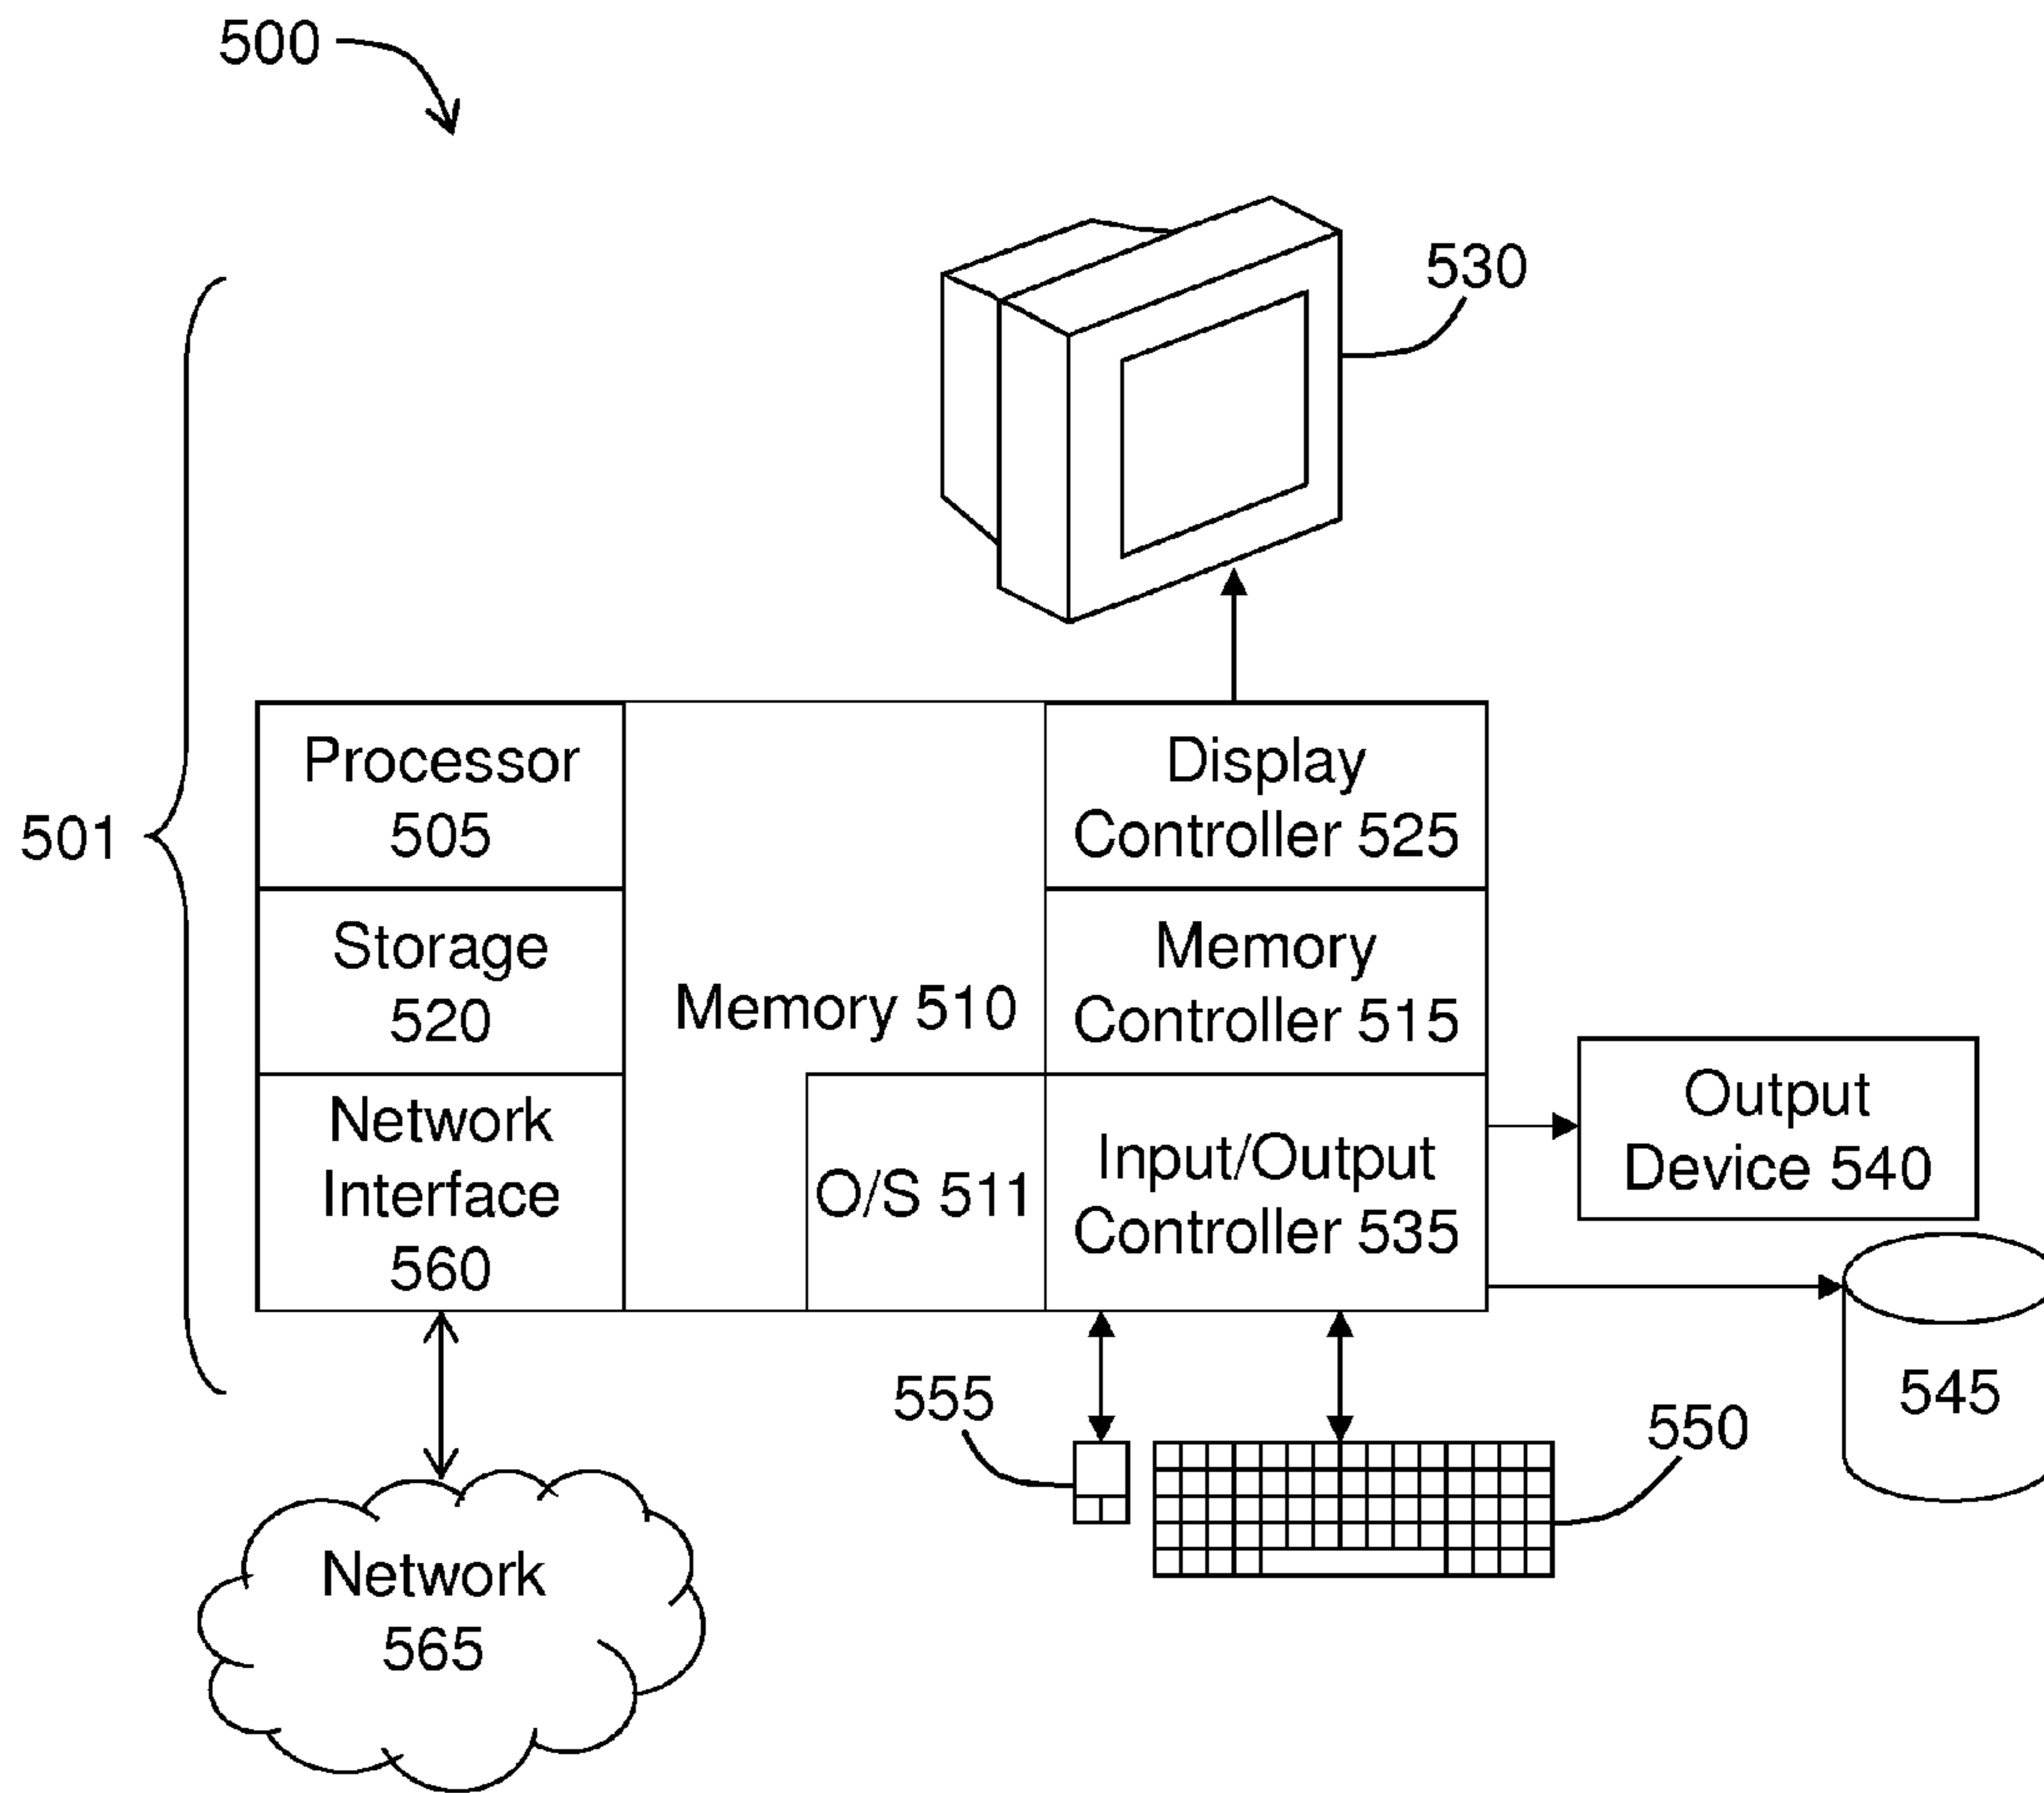 500
530
501
Processor
505
Display
Controller 525
Storage
520
Memory 510
Memory
Controller 515
Network
Interface
560
O/S 511
Input/Output
Controller 535
Output
Device 540
545
555
550
Network
565